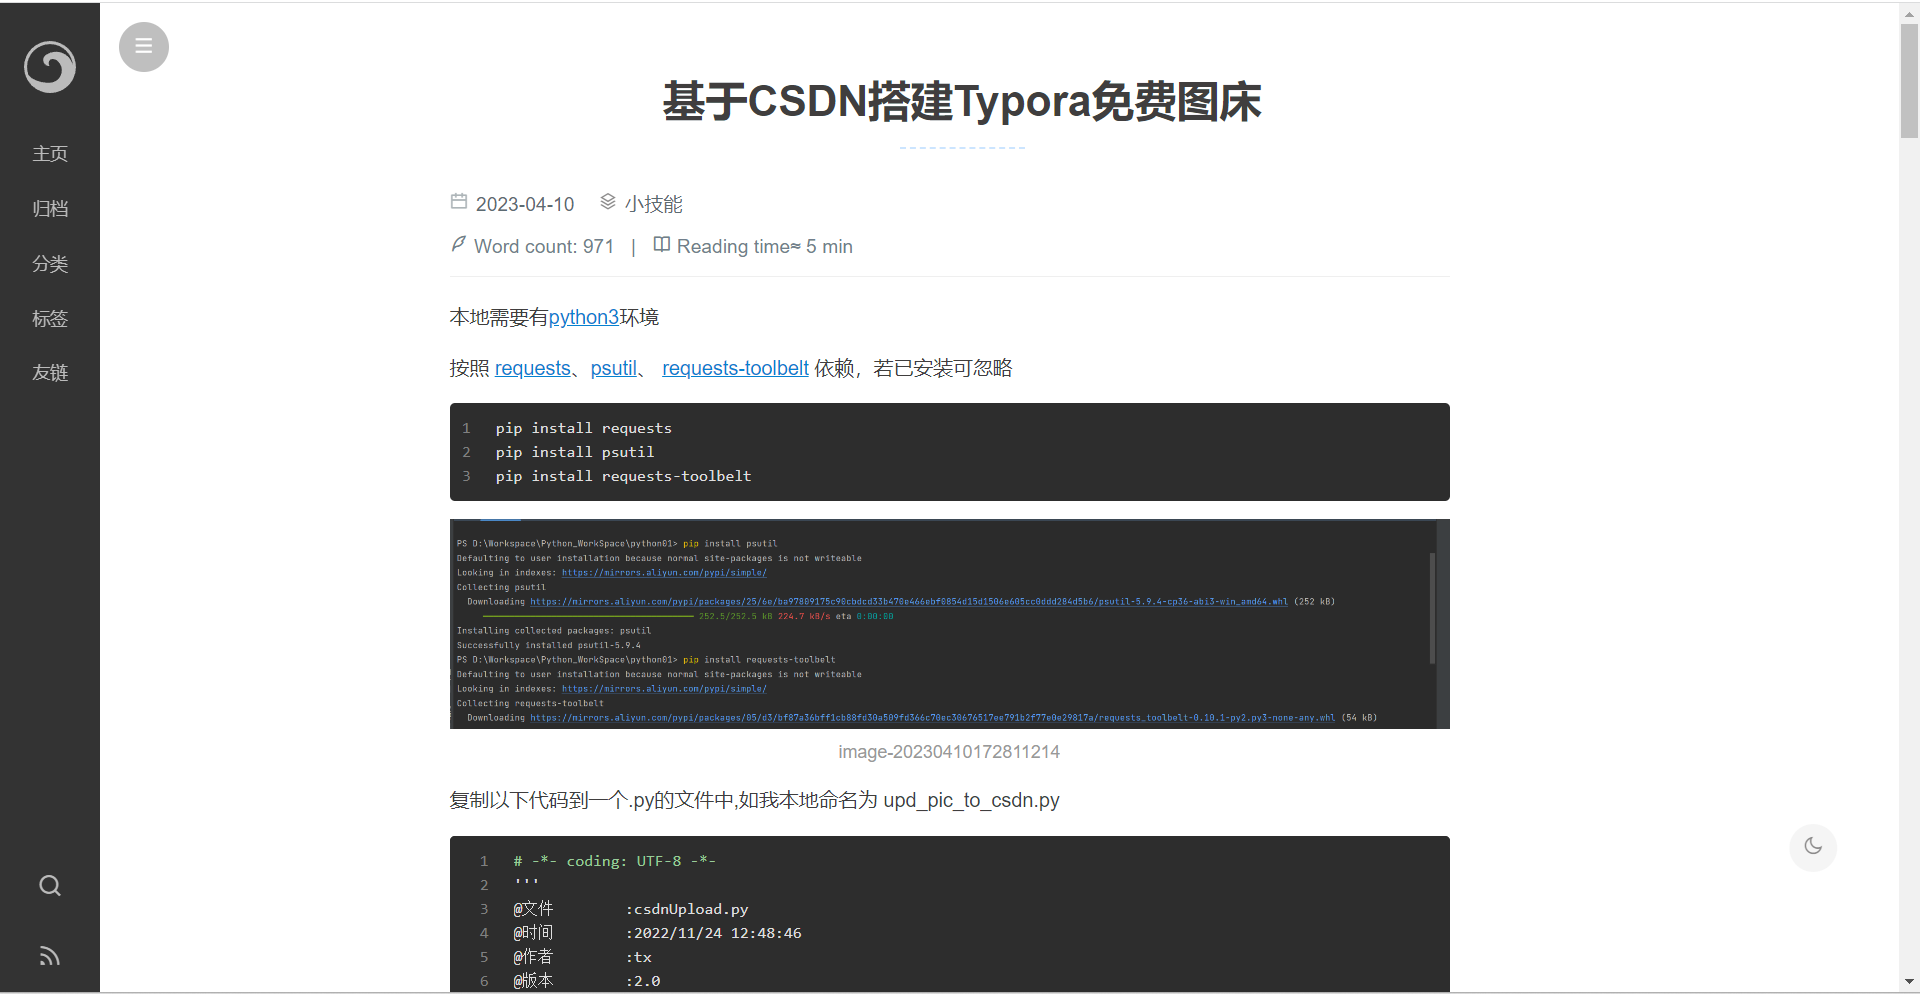 主页
归档
分类
标签
友链
基于CSDN搭建Typora免费图床
2023-04-10 小技能
Word count: 971 | Reading time≈ 5 min
本地需要有python3环境
按照 requests、psutil、 requests-toolbelt 依赖，若已安装可忽略
1 pip install requests
2 pip install psutil
3 pip install requests-toolbelt
PS D:\Workspace\Python_WorkSpace\python01> pip install psutil
Defaulting to user installation because normal site-packages is not writeable
Looking in indexes: https://mirrors.aliyun.com/pypi/simple/
Collecting psutil
Downloading https://mirrors.aliyun.com/pypi/packages/25/6e/ba97809175c90cbdcd33b470e466ebf0854d15d1506e605cc0ddd284d5b6/psutil-5.9.4-cp36-abi3-win_amd64.whl (252 kB)
252.5/252.5 kB 224.7 kB/s eta 0:00:00
Installing collected packages: psutil
Successfully installed psutil-5.9.4
PS D:\Workspace\Python_WorkSpace\python01> pip install requests-toolbelt
Defaulting to user installation because normal site-packages is not writeable
Looking in indexes: https://mirrors.aliyun.com/pypi/simple/
Collecting requests-toolbelt
Downloading https://mirrors.aliyun.com/pypi/packages/05/d3/bf87a36bff1cb88fd30a509fd366c70ec30676517ee791b2f77e0e29817a/requests_toolbelt-0.10.1-py2.py3-none-any.whl (54 kB)
image-20230410172811214
复制以下代码到一个.py的文件中,如我本地命名为 upd_pic_to_csdn.py
1 # -*- coding: UTF-8 -*-
2 '''
3 @文件 :csdnUpload.py
4 @时间 :2022/11/24 12:48:46
5 @作者 :tx
6 @版本 :2.0